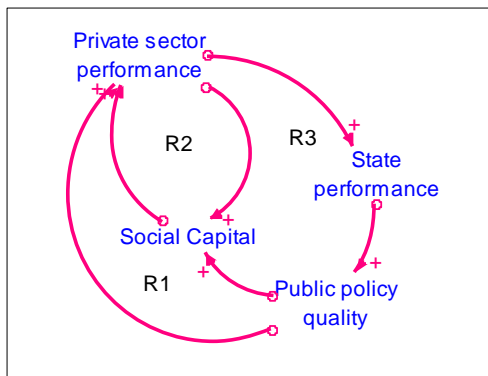 Private sector
performance
+
+
R2
R3
+
State
performance
+
Social Capital
+
+
R1
Public policy
quality